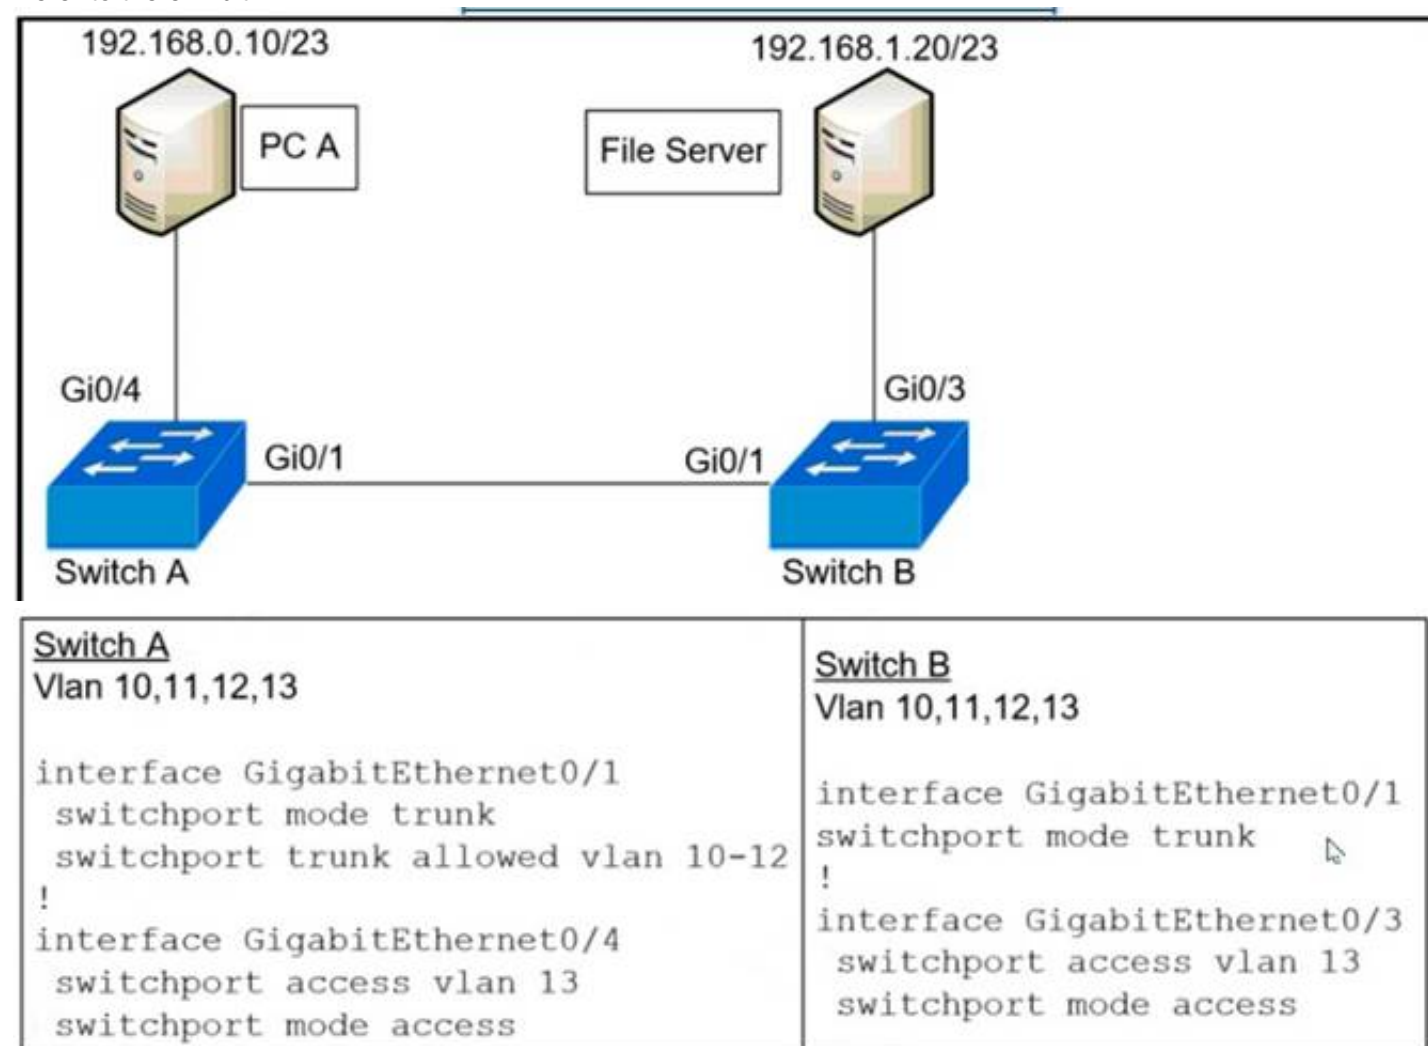 192.168.0.10/23
192.168.1.20/23
PC A
File Server
Gi0/4
Gi0/3
Gi0/1
Gi0/1
Switch A
Switch B
Switch A
Vlan 10,11,12,13
interface GigabitEthernet0/1
switchport mode trunk
switchport trunk allowed vlan 10-12
!
interface GigabitEthernet0/4
switchport access vlan 13
switchport mode access
Switch B
Vlan 10,11,12,13
interface GigabitEthernet0/1
switchport mode trunk
!
interface GigabitEthernet0/3
switchport access vlan 13
switchport mode access